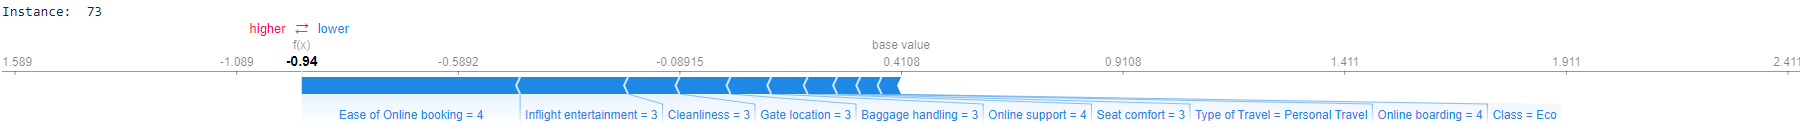 Instance: 73
higher ⇄ lower
f(x) base value
1.589 -1.089 -0.94 -0.5892 -0.08915 0.4108 0.9108 1.411 1.911 2.411
Ease of Online booking = 4 Inflight entertainment = 3 Cleanliness = 3 Gate location = 3 Baggage handling = 3 Online support = 4 Seat comfort = 3 Type of Travel = Personal Travel Online boarding = 4 Class = Eco